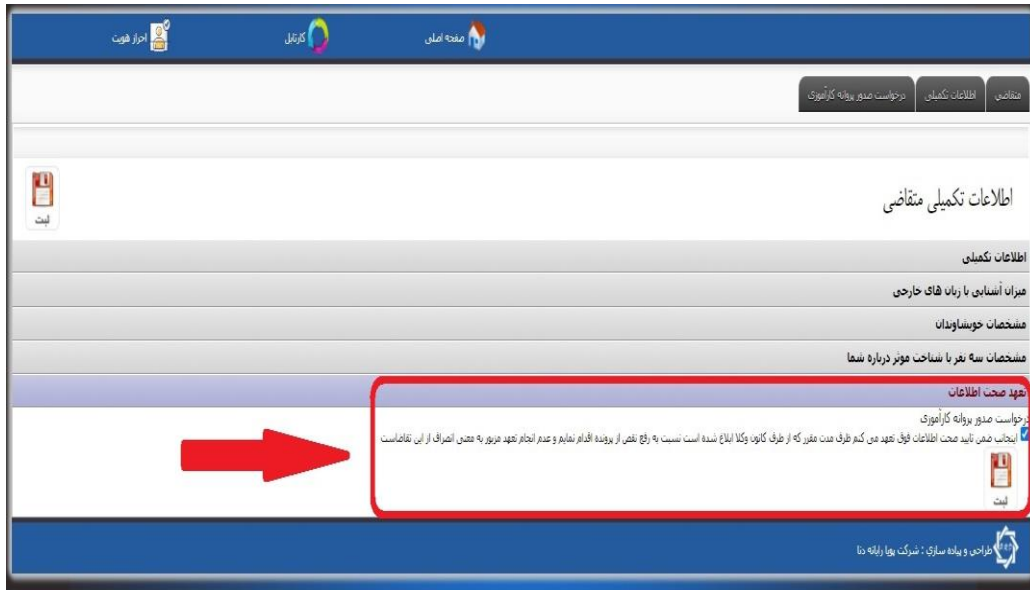 صفحه اصلی
کارتابل
احراز هویت
متقاضی
اطلاعات تکمیلی
درخواست صدور پروانه کارآموزی
اطلاعات تکمیلی متقاضی
ثبت
اطلاعات تکمیلی
میزان آشنایی با زبان های خارجی
مشخصات خویشاوندان
مشخصات سه نفر با شناخت موثر درباره شما
تعهد صحت اطلاعات
درخواست صدور پروانه کارآموزی
اینجانب ضمن تایید صحت اطلاعات فوق تعهد می کنم ظرف مدت مقرر که از طرف کانون وکلا ابلاغ شده است نسبت به رفع نقص از پرونده اقدام نمایم و عدم انجام تعهد مزبور به معنی انصراف از این تقاضاست
ثبت
طراحی و پیاده سازی : شرکت پویا رایانه دنا